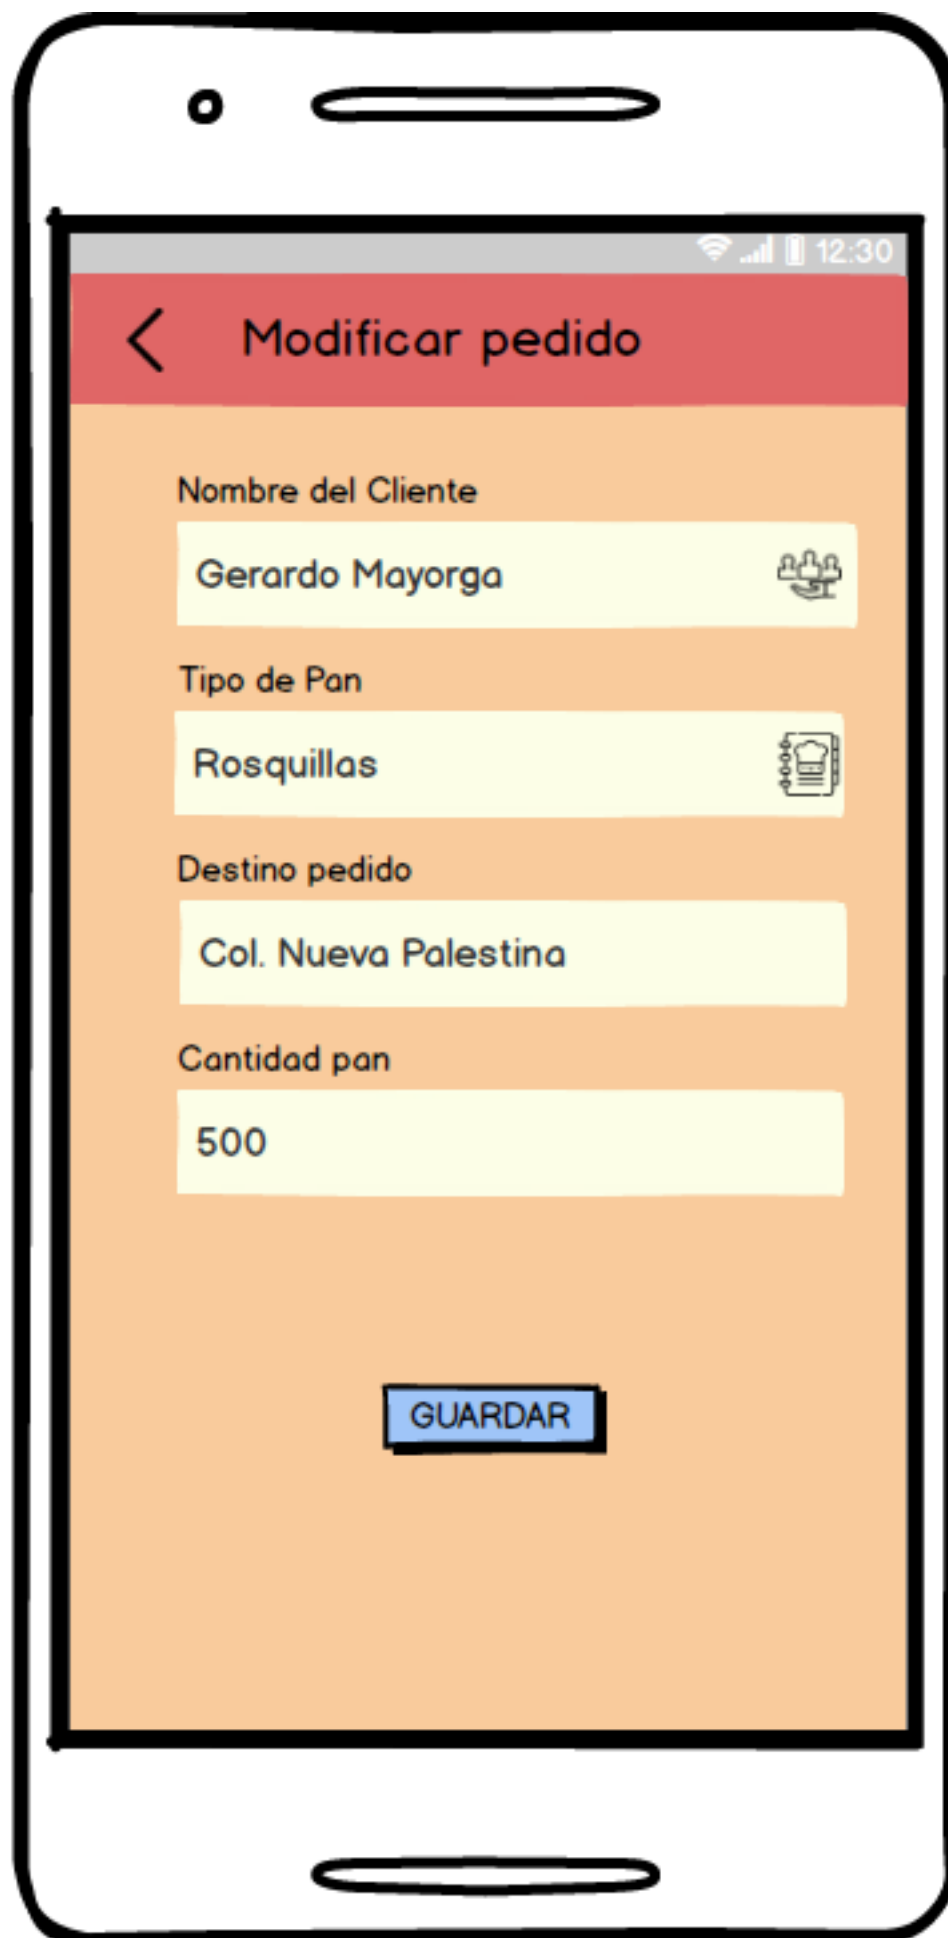 12:30
Modificar pedido
Nombre del Cliente
Gerardo Mayorga
Tipo de Pan
Rosquillas
Destino pedido
Col. Nueva Palestina
Cantidad pan
500
GUARDAR